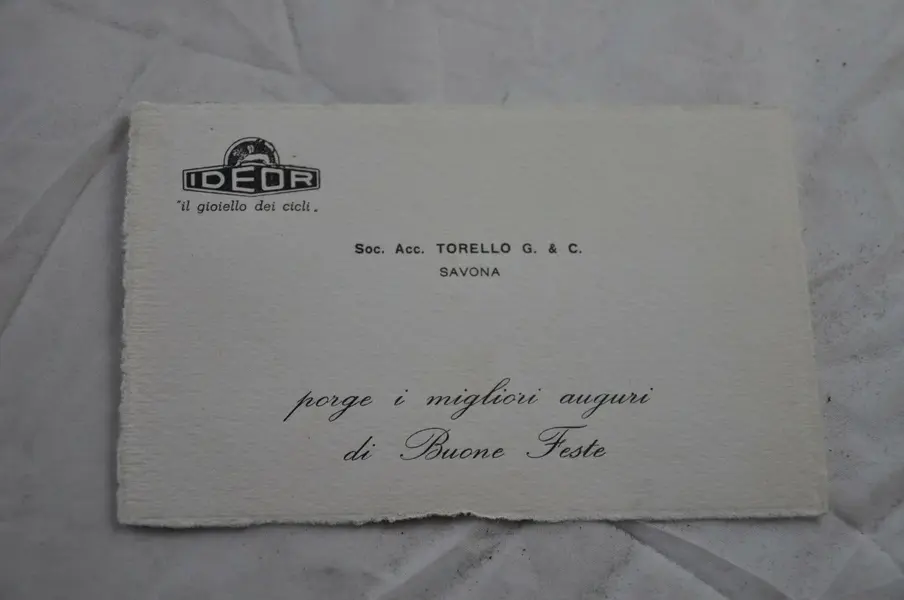 IDEOR
"il gioiello dei cicli„
Soc. Acc. TORELLO G. & C.
SAVONA
porge i migliori auguri
di Buone Feste